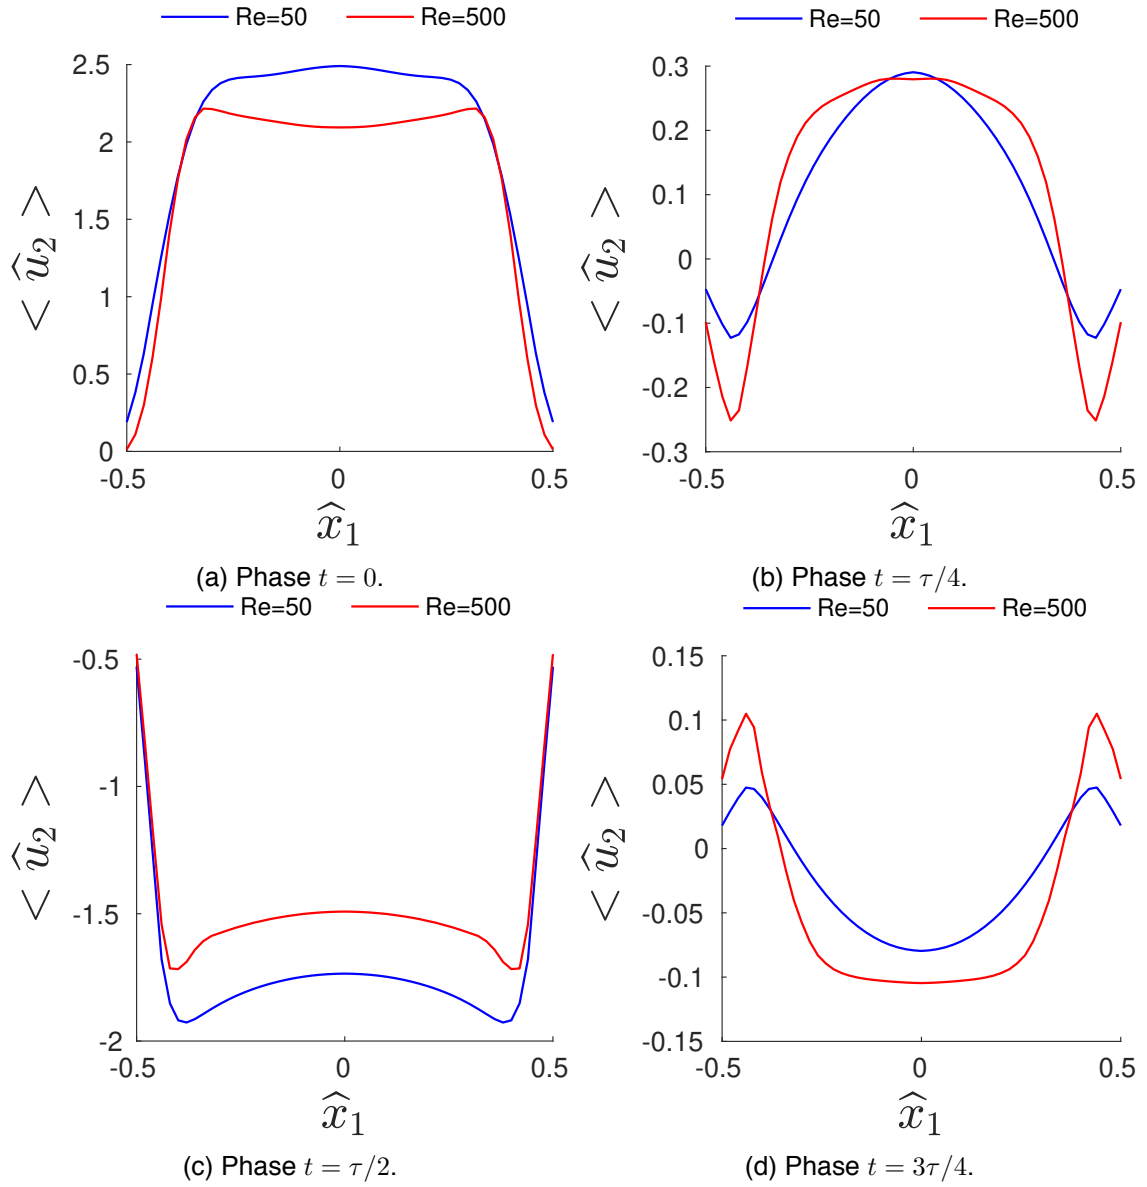 Re=50 Re=500
2.5
2
1.5
1
0.5
0
-0.5 0 0.5
< û₂ >
x̂₁
(a) Phase t = 0.
Re=50 Re=500
0.3
0.2
0.1
0
-0.1
-0.2
-0.3
-0.5 0 0.5
< û₂ >
x̂₁
(b) Phase t = τ/4.
Re=50 Re=500
-0.5
-1
-1.5
-2
-0.5 0 0.5
< û₂ >
x̂₁
(c) Phase t = τ/2.
Re=50 Re=500
0.15
0.1
0.05
0
-0.05
-0.1
-0.15
-0.5 0 0.5
< û₂ >
x̂₁
(d) Phase t = 3τ/4.